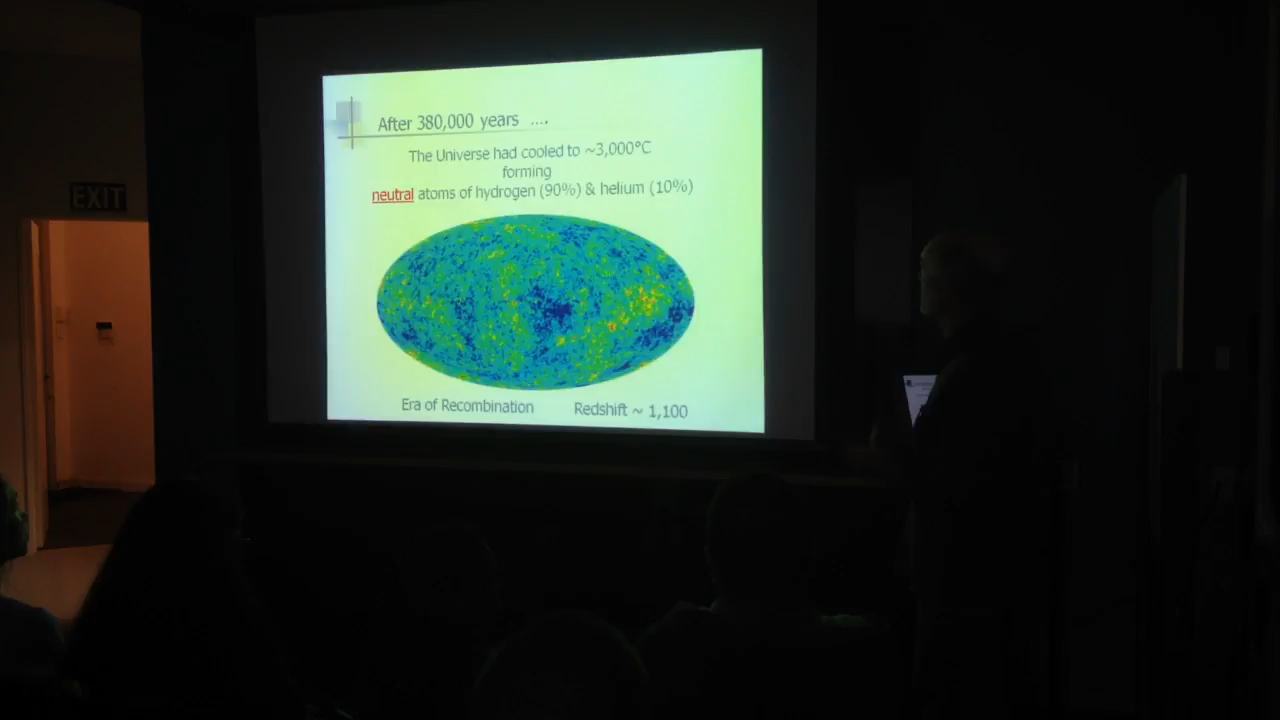 After 380,000 years ....
The Universe had cooled to ~3,000°C
forming
neutral atoms of hydrogen (90%) & helium (10%)
Era of Recombination Redshift ~ 1,100
EXIT